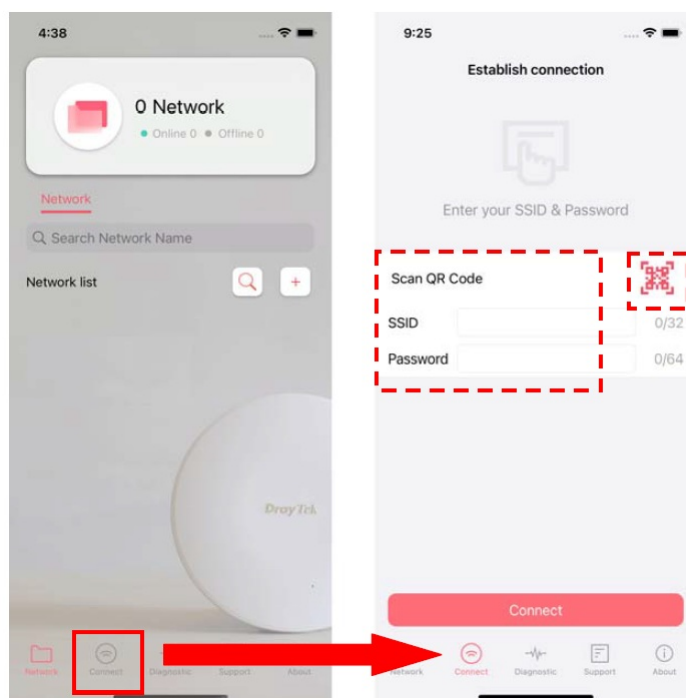 4:38
0 Network
Online 0 Offline 0
Network
Search Network Name
Network list
DrayTek
Network Connect Diagnostic Support About
9:25
Establish connection
Enter your SSID & Password
Scan QR Code
SSID 0/32
Password 0/64
Connect
Network Connect Diagnostic Support About